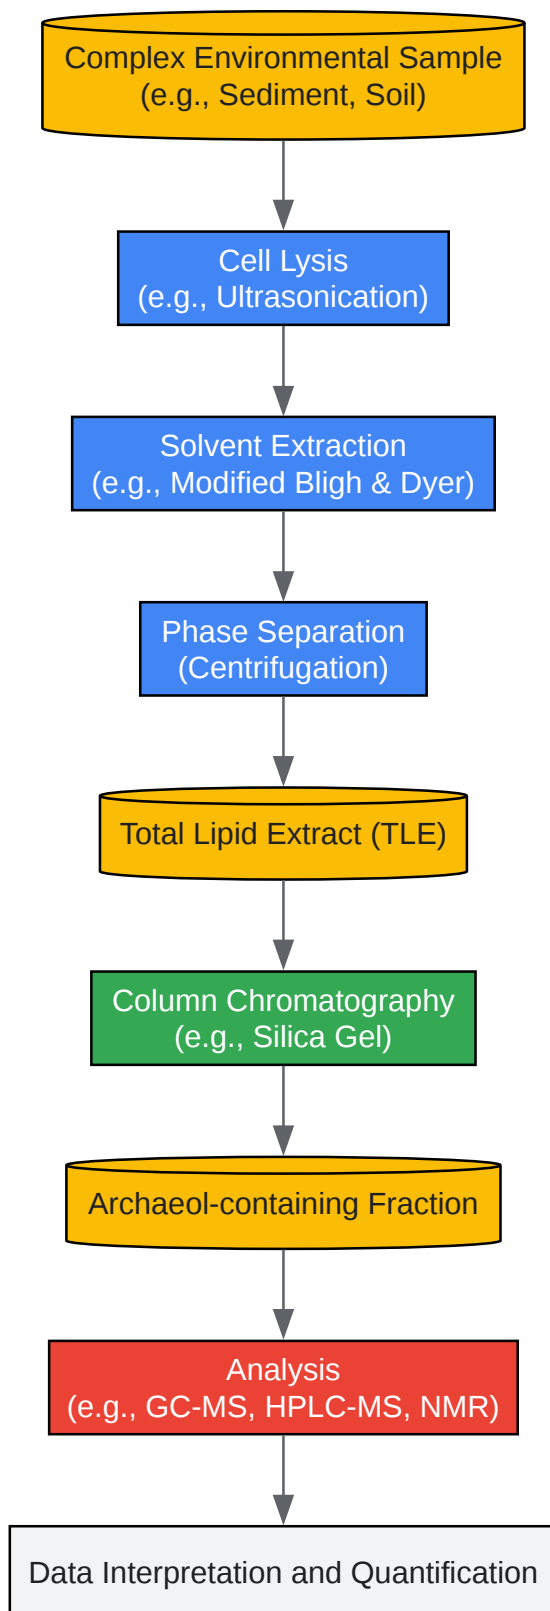 Complex Environmental Sample
(e.g., Sediment, Soil)
Cell Lysis
(e.g., Ultrasonication)
Solvent Extraction
(e.g., Modified Bligh & Dyer)
Phase Separation
(Centrifugation)
Total Lipid Extract (TLE)
Column Chromatography
(e.g., Silica Gel)
Archaeol-containing Fraction
Analysis
(e.g., GC-MS, HPLC-MS, NMR)
Data Interpretation and Quantification